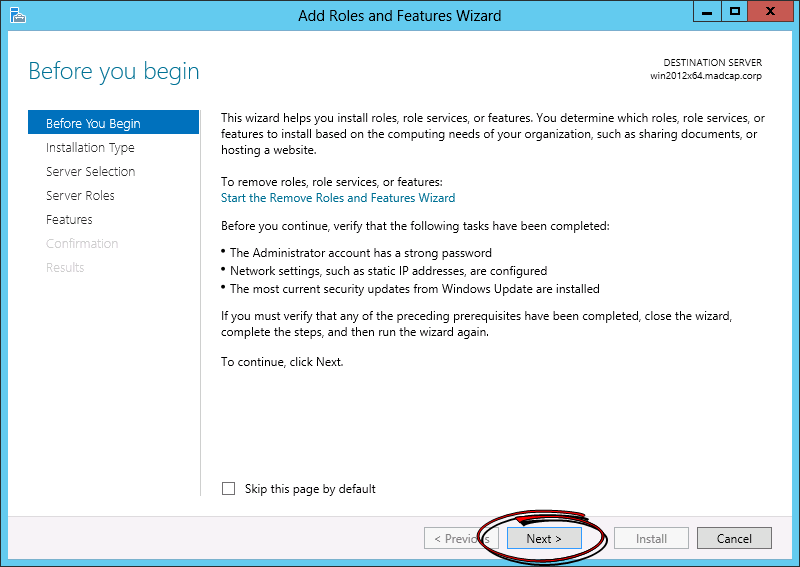 Add Roles and Features Wizard
Before you begin
DESTINATION SERVER
win2012x64.madcap.corp
Before You Begin
Installation Type
Server Selection
Server Roles
Features
Confirmation
Results
This wizard helps you install roles, role services, or features. You determine which roles, role services, or
features to install based on the computing needs of your organization, such as sharing documents, or
hosting a website.
To remove roles, role services, or features:
Start the Remove Roles and Features Wizard
Before you continue, verify that the following tasks have been completed:
• The Administrator account has a strong password
• Network settings, such as static IP addresses, are configured
• The most current security updates from Windows Update are installed
If you must verify that any of the preceding prerequisites have been completed, close the wizard,
complete the steps, and then run the wizard again.
To continue, click Next.
Skip this page by default
< Previous
Next >
Install
Cancel